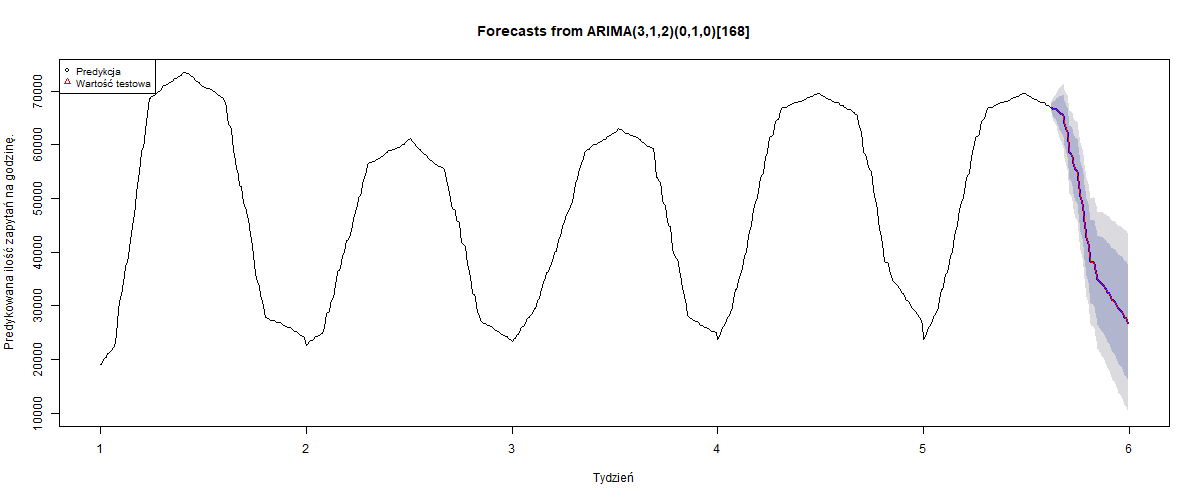 Forecasts from ARIMA(3,1,2)(0,1,0)[168]
Predykcja
Wartość testowa
Predykowana ilość zapytań na godzinę.
70000
60000
50000
40000
30000
20000
10000
1 2 3 4 5 6
Tydzień